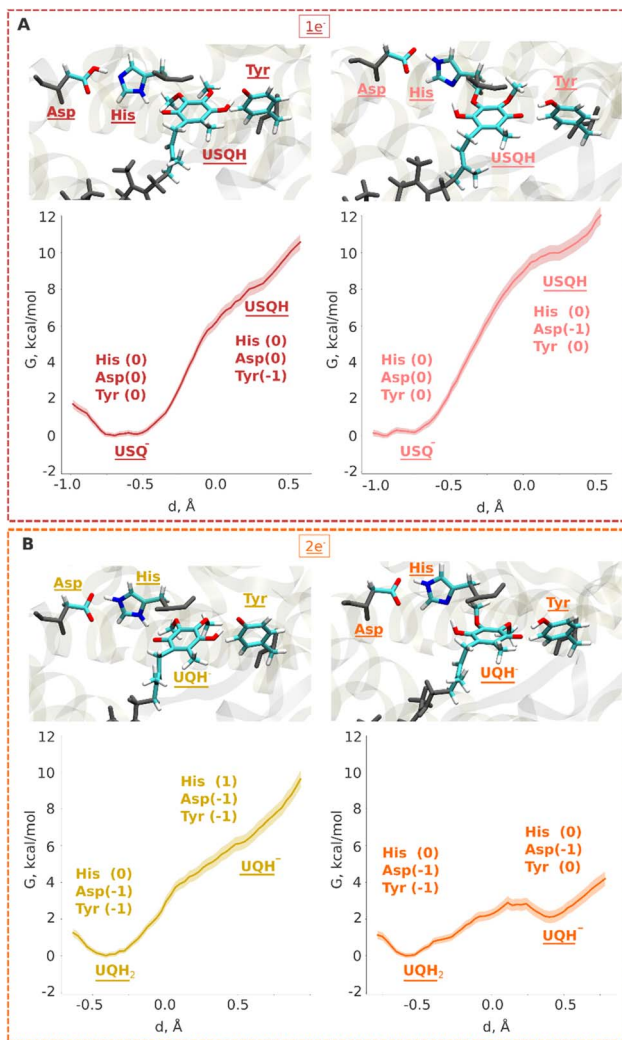 A
1e⁻
Asp
His
Tyr
USQH
Asp
His
Tyr
USQH
G, kcal/mol
12
10
8
6
4
2
0
-2
His (0)
Asp(0)
Tyr (0)
USQ⁻
USQH
His (0)
Asp(0)
Tyr(-1)
-1.0 -0.5 0.0 0.5
d, Å
G, kcal/mol
12
10
8
6
4
2
0
-2
His (0)
Asp(0)
Tyr (0)
USQ⁻
USQH
His (0)
Asp(-1)
Tyr (0)
-1.0 -0.5 0.0 0.5
d, Å
B
2e⁻
Asp
His
Tyr
UQH⁻
His
Asp
Tyr
UQH⁻
G, kcal/mol
12
10
8
6
4
2
0
-2
His (0)
Asp(-1)
Tyr (-1)
UQH₂
His (1)
Asp(-1)
Tyr (-1)
UQH⁻
-0.5 0.0 0.5
d, Å
G, kcal/mol
12
10
8
6
4
2
0
-2
His (0)
Asp(-1)
Tyr (-1)
UQH₂
His (0)
Asp(-1)
Tyr (0)
UQH⁻
-0.5 0.0 0.5
d, Å